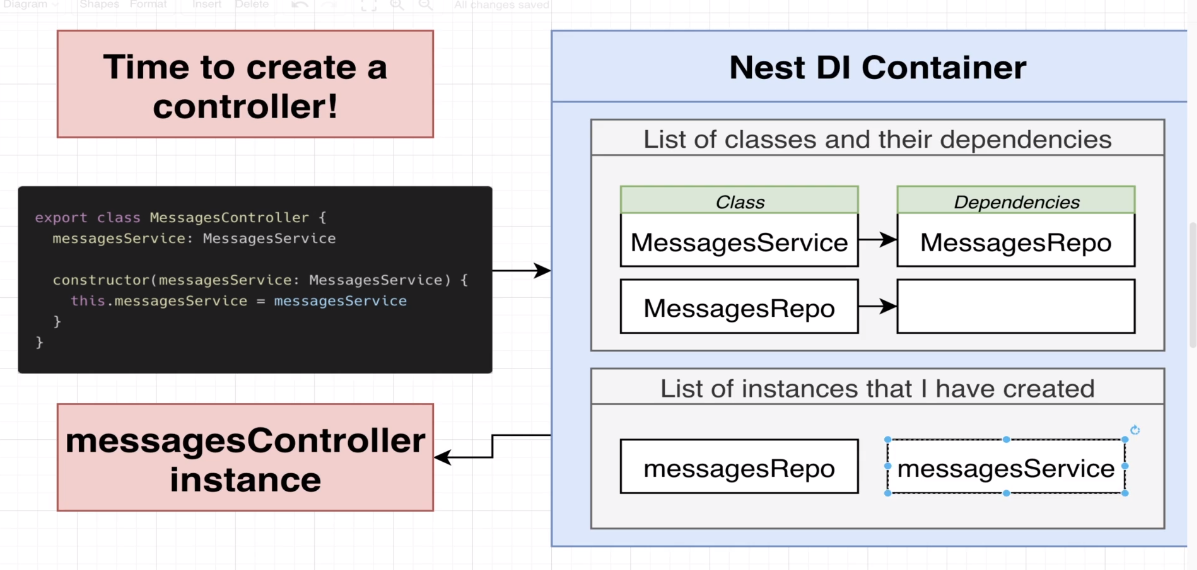 Diagram Shapes Format Insert Delete All changes saved
Time to create a
controller!
export class MessagesController {
messagesService: MessagesService
constructor(messagesService: MessagesService) {
this.messagesService = messagesService
}
}
messagesController
instance
Nest DI Container
List of classes and their dependencies
Class
Dependencies
MessagesService
MessagesRepo
MessagesRepo
List of instances that I have created
messagesRepo
messagesService